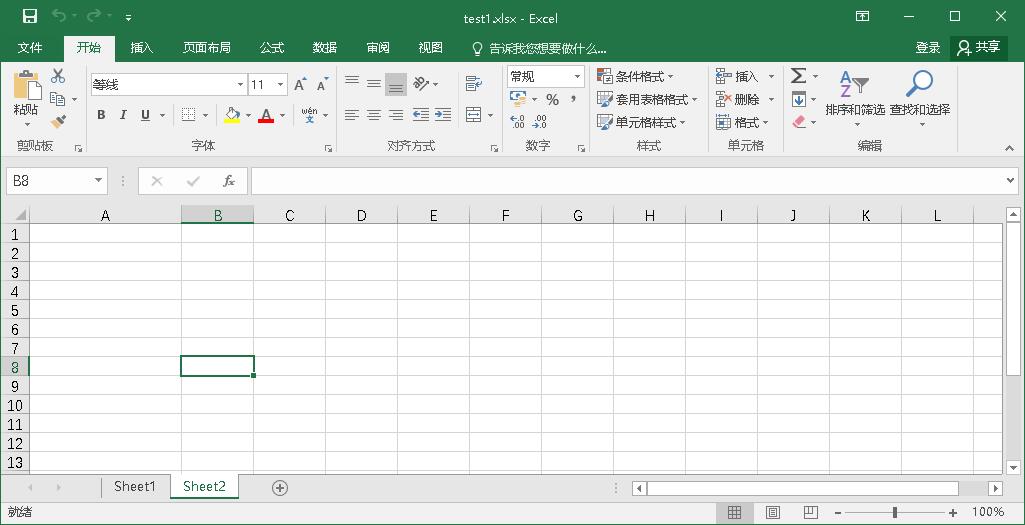 test1.xlsx - Excel
文件 开始 插入 页面布局 公式 数据 审阅 视图 告诉我您想要做什么... 登录 共享
粘贴 等线 11 常规 条件格式 插入 排序和筛选 查找和选择
B I U A wén 文 % , 套用表格格式 删除
单元格样式 格式
剪贴板 字体 对齐方式 数字 样式 单元格 编辑
B8 fx
A B C D E F G H I J K L
1
2
3
4
5
6
7
8
9
10
11
12
13
Sheet1 Sheet2
就绪 100%